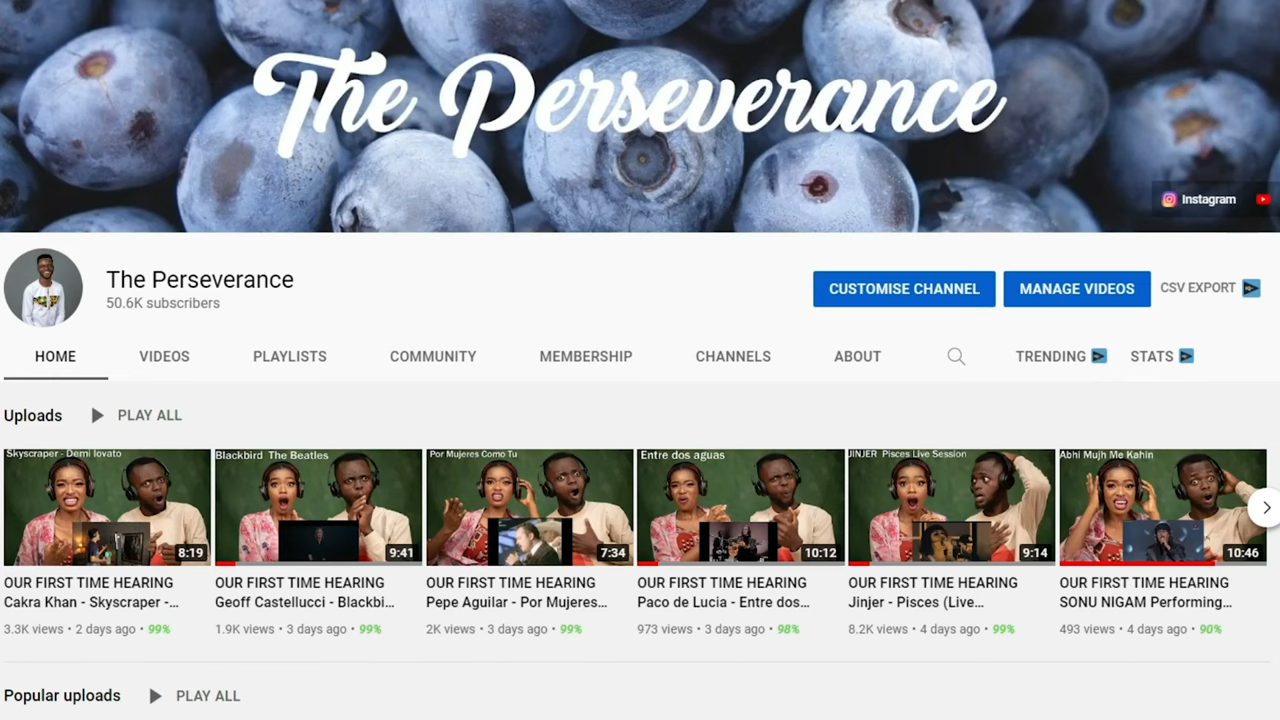 The Perseverance
Instagram
The Perseverance
50.6K subscribers
CUSTOMISE CHANNEL
MANAGE VIDEOS
CSV EXPORT
HOME
VIDEOS
PLAYLISTS
COMMUNITY
MEMBERSHIP
CHANNELS
ABOUT
TRENDING
STATS
Uploads
PLAY ALL
Skyscraper - Demi lovato
8:19
OUR FIRST TIME HEARING
Cakra Khan - Skyscraper -...
3.3K views • 2 days ago • 99%
Blackbird The Beatles
9:41
OUR FIRST TIME HEARING
Geoff Castellucci - Blackbi...
1.9K views • 3 days ago • 99%
Por Mujeres Como Tu
7:34
OUR FIRST TIME HEARING
Pepe Aguilar - Por Mujeres...
2K views • 3 days ago • 99%
Entre dos aguas
10:12
OUR FIRST TIME HEARING
Paco de Lucia - Entre dos...
973 views • 3 days ago • 98%
JINJER Pisces Live Session
9:14
OUR FIRST TIME HEARING
Jinjer - Pisces (Live...
8.2K views • 4 days ago • 99%
Abhi Mujh Me Kahin
10:46
OUR FIRST TIME HEARING
SONU NIGAM Performing...
493 views • 4 days ago • 90%
Popular uploads
PLAY ALL